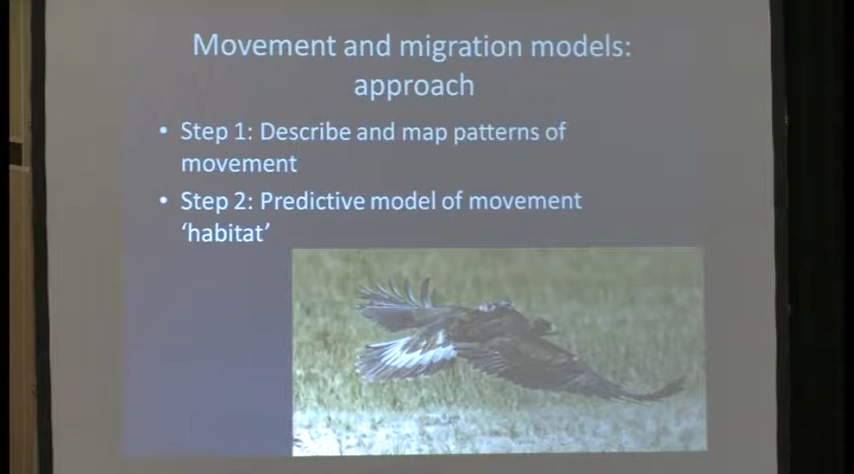 Movement and migration models:
approach
• Step 1: Describe and map patterns of
movement
• Step 2: Predictive model of movement
‘habitat’